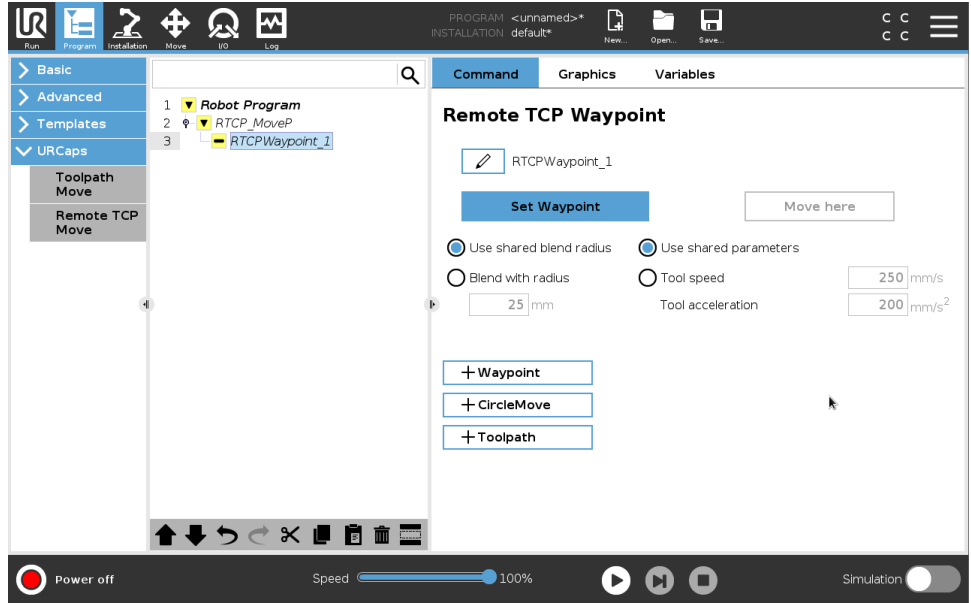 UR
Run
Program
Installation
Move
I/O
Log
PROGRAM <unnamed>*
INSTALLATION default*
New...
Open...
Save...
C C
C C
Basic
Advanced
Templates
URCaps
Toolpath
Move
Remote TCP
Move
1 Robot Program
2 RTCP_MoveP
3 RTCPWaypoint_1
Command Graphics Variables
Remote TCP Waypoint
RTCPWaypoint_1
Set Waypoint Move here
Use shared blend radius Use shared parameters
Blend with radius Tool speed 250 mm/s
25 mm Tool acceleration 200 mm/s²
+ Waypoint
+ CircleMove
+ Toolpath
Power off Speed 100% Simulation